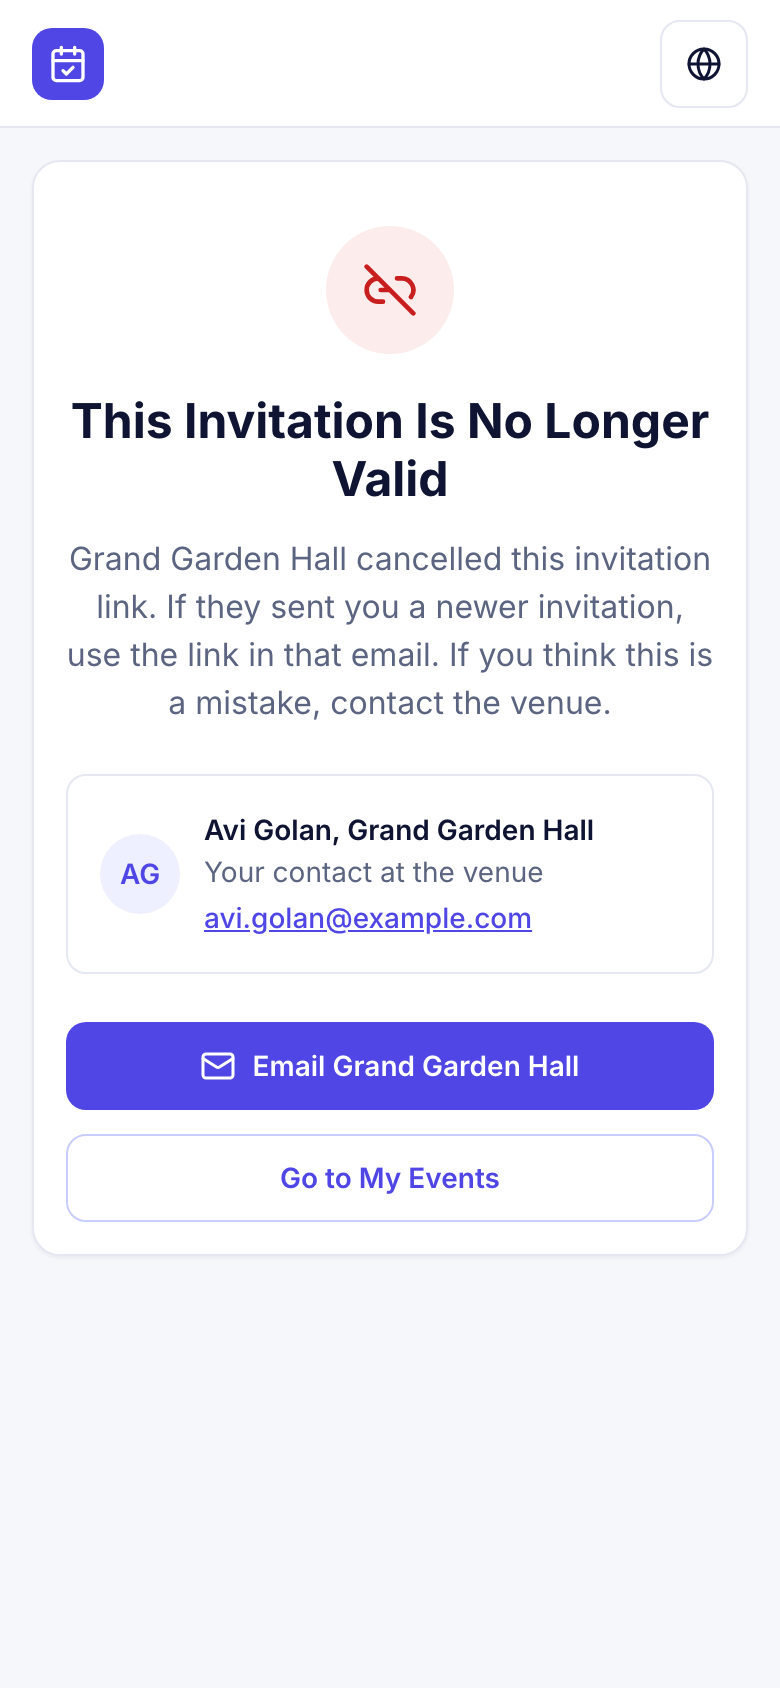 This Invitation Is No Longer
Valid
Grand Garden Hall cancelled this invitation
link. If they sent you a newer invitation,
use the link in that email. If you think this is
a mistake, contact the venue.
AG
Avi Golan, Grand Garden Hall
Your contact at the venue
avi.golan@example.com
Email Grand Garden Hall
Go to My Events